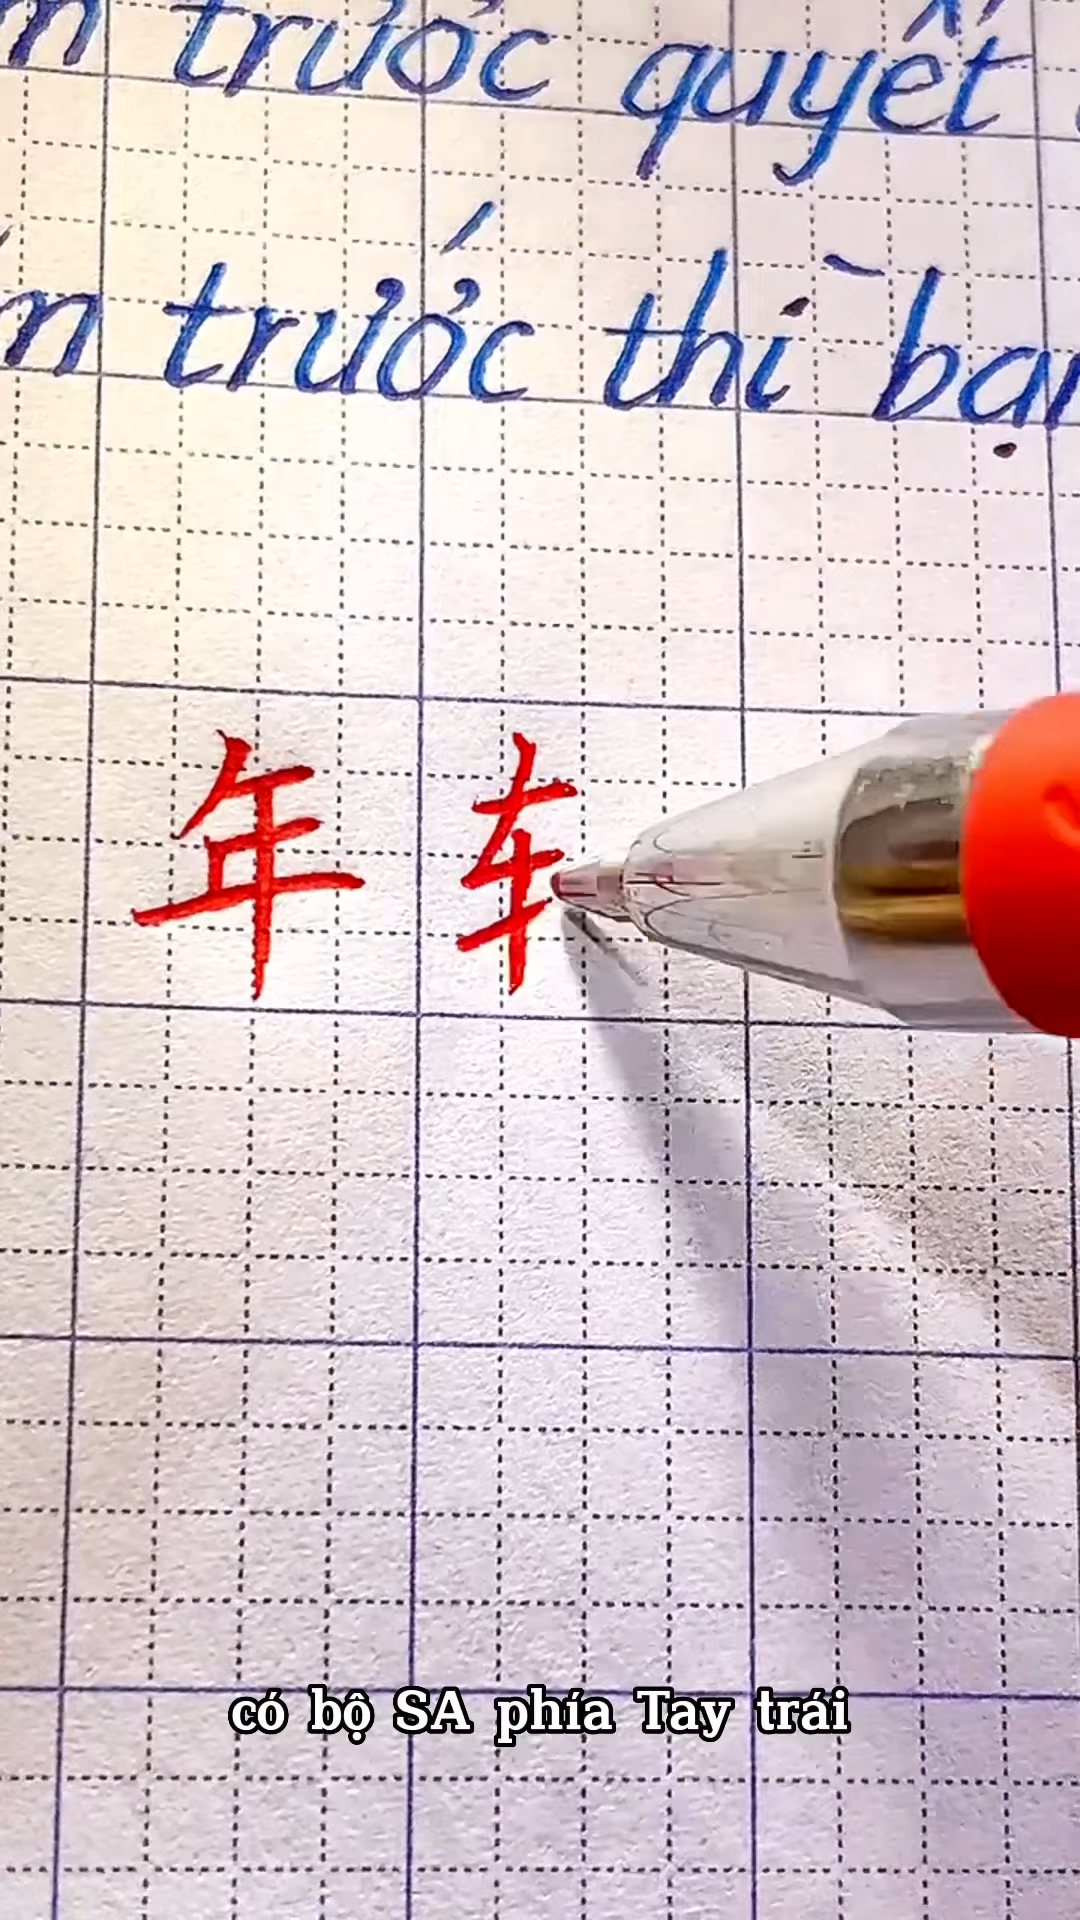 trước quyết
trước thì bạn
年 车
có bộ SA phía Tay trái